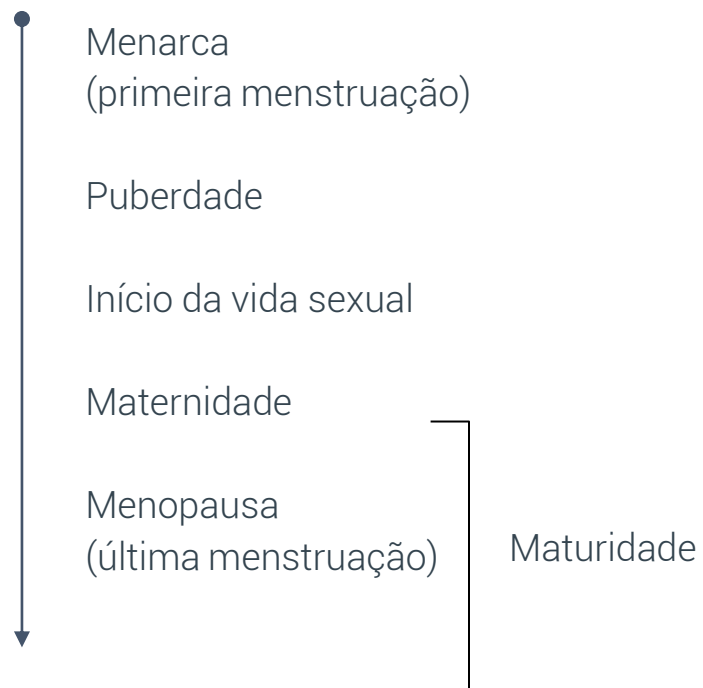 Menarca
(primeira menstruação)
Puberdade
Início da vida sexual
Maternidade
Menopausa
(última menstruação)
Maturidade